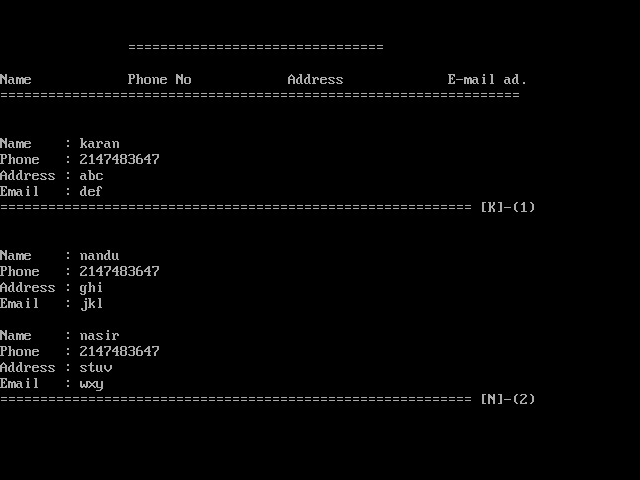 ================================
Name            Phone No            Address             E-mail ad.
=================================================================
Name    : karan
Phone   : 2147483647
Address : abc
Email   : def
=========================================================== [K]-(1)
Name    : nandu
Phone   : 2147483647
Address : ghi
Email   : jkl
Name    : nasir
Phone   : 2147483647
Address : stuv
Email   : wxy
=========================================================== [N]-(2)